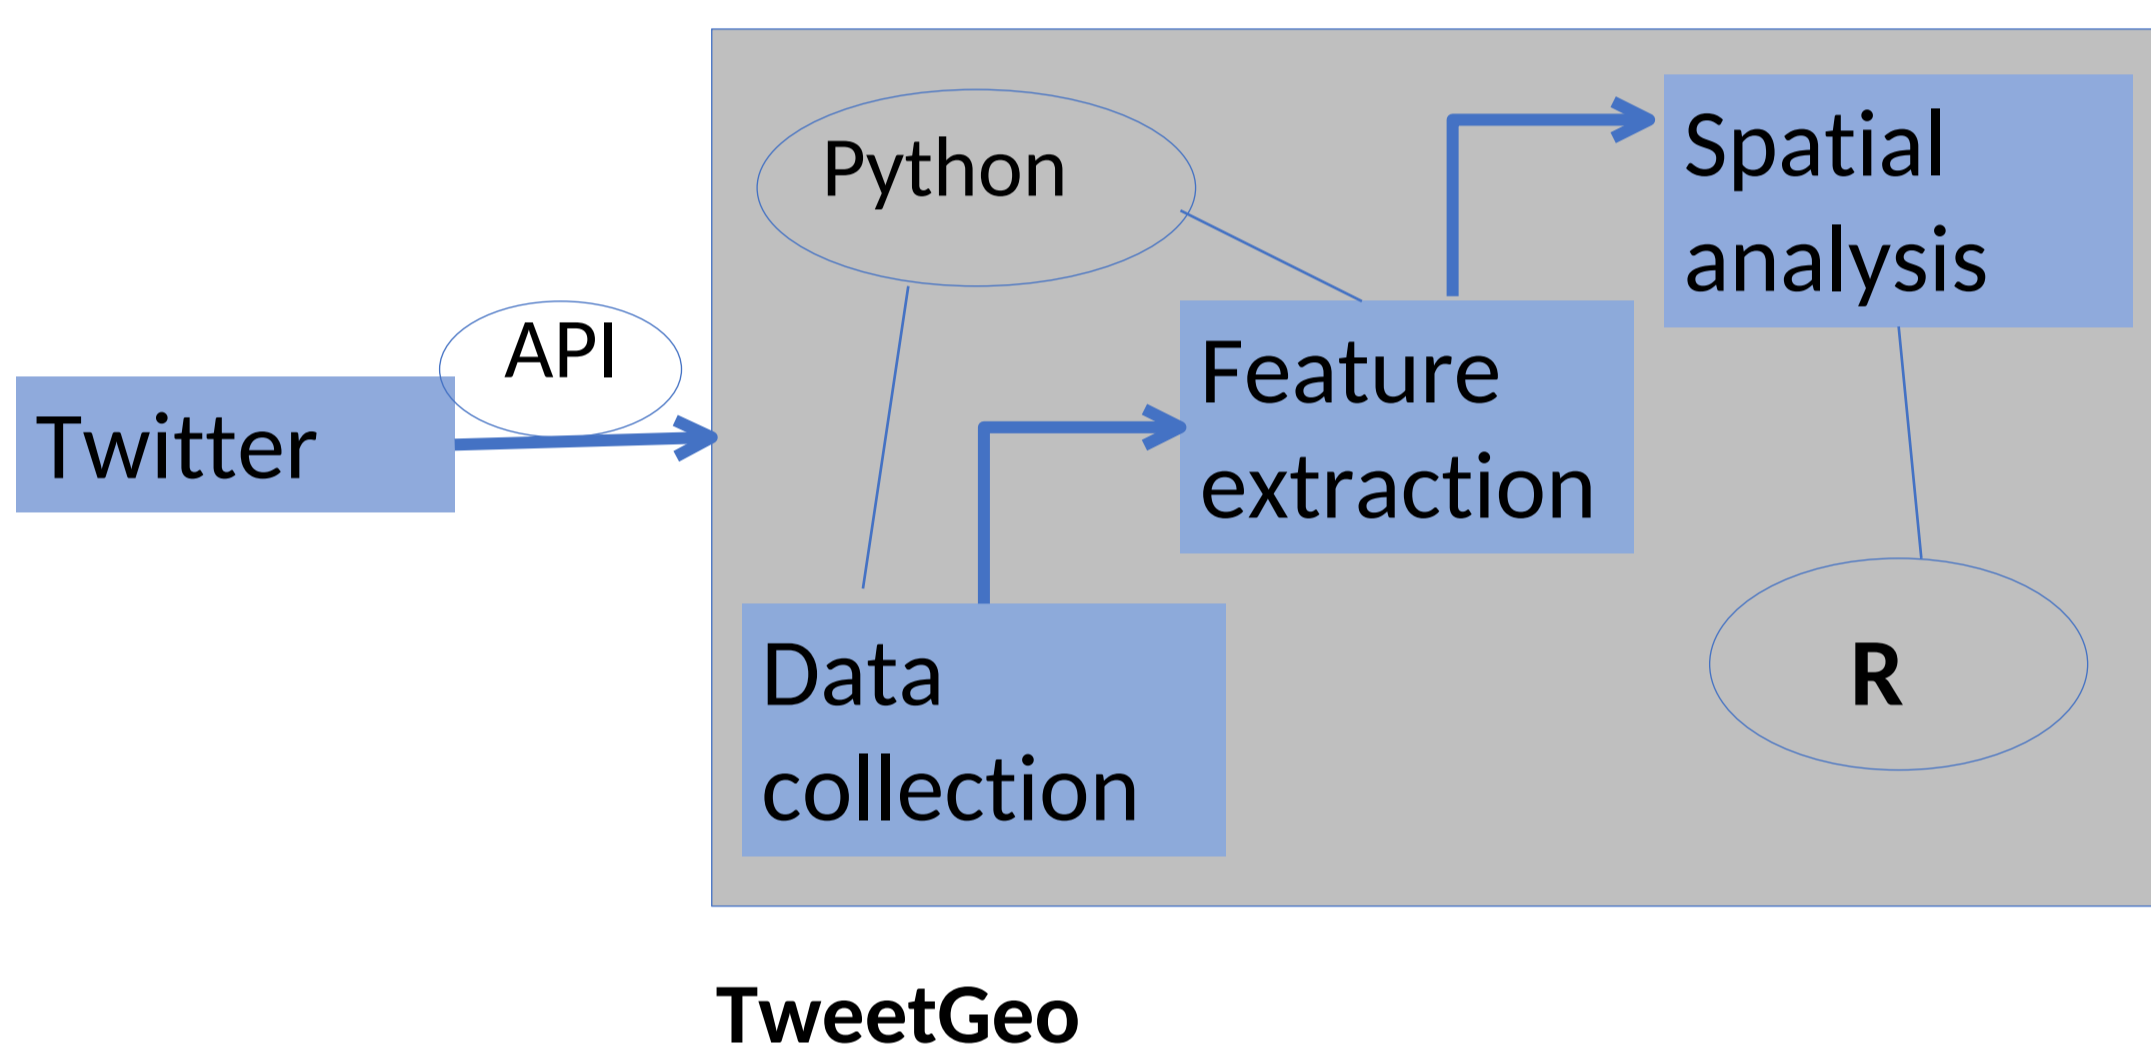 Twitter
API
Python
Data
collection
Feature
extraction
Spatial
analysis
R
TweetGeo